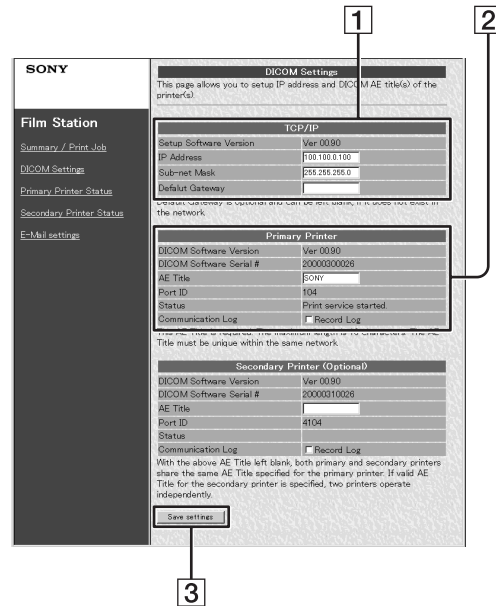 1
2
SONY
Film Station
Summary / Print Job
DICOM Settings
Primary Printer Status
Secondary Printer Status
E-Mail settings
DICOM Settings
This page allows you to setup IP address and DICOM AE title(s) of the
printer(s).
TCP/IP
Setup Software Version Ver 00.90
IP Address 100.100.0.100
Sub-net Mask 255.255.255.0
Defalut Gateway
Default Gateway is optional and can be left blank, if it does not exist in
the network.
Primary Printer
DICOM Software Version Ver 00.90
DICOM Software Serial # 20000300026
AE Title SONY
Port ID 104
Status Print service started.
Communication Log Record Log
This AE Title is required. The maximum length is 16 characters. The AE
Title must be unique within the same network.
Secondary Printer (Optional)
DICOM Software Version Ver 00.90
DICOM Software Serial # 20000310026
AE Title
Port ID 4104
Status
Communication Log Record Log
With the above AE Title left blank, both primary and secondary printers
share the same AE Title specified for the primary printer. If valid AE
Title for the secondary printer is specified, two printers operate
independently.
Save settings
3